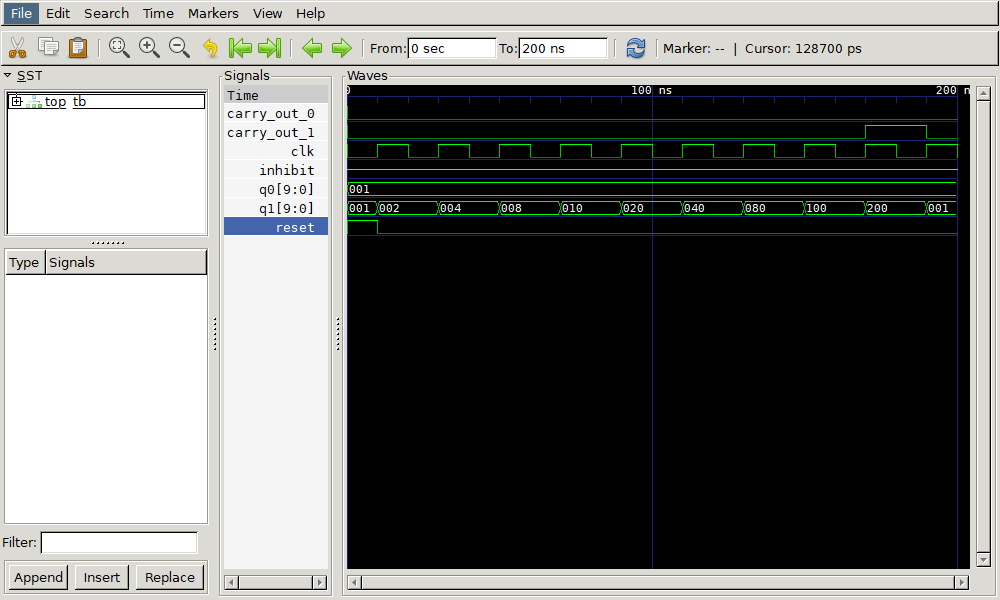 File Edit Search Time Markers View Help
From: 0 sec To: 200 ns Marker: -- | Cursor: 128700 ps
SST
top_tb
Type Signals
Filter:
Append Insert Replace
Signals
Time
carry_out_0
carry_out_1
clk
inhibit
q0[9:0]
q1[9:0]
reset
Waves
0 100 ns 200 n
001
001 002 004 008 010 020 040 080 100 200 001